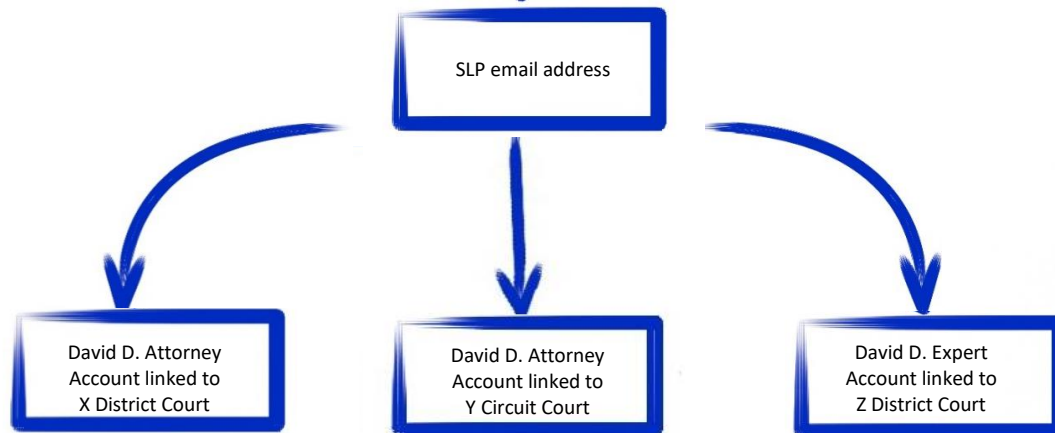 SLP email address
David D. Attorney
Account linked to
X District Court
David D. Attorney
Account linked to
Y Circuit Court
David D. Expert
Account linked to
Z District Court